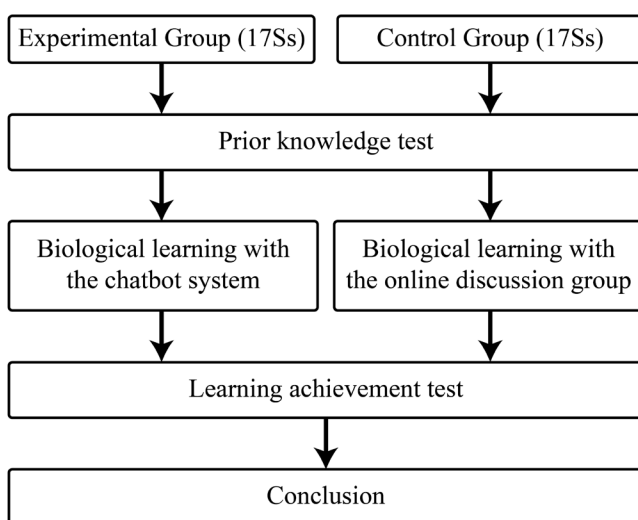 Experimental Group (17Ss)
Control Group (17Ss)
Prior knowledge test
Biological learning with
the chatbot system
Biological learning with
the online discussion group
Learning achievement test
Conclusion